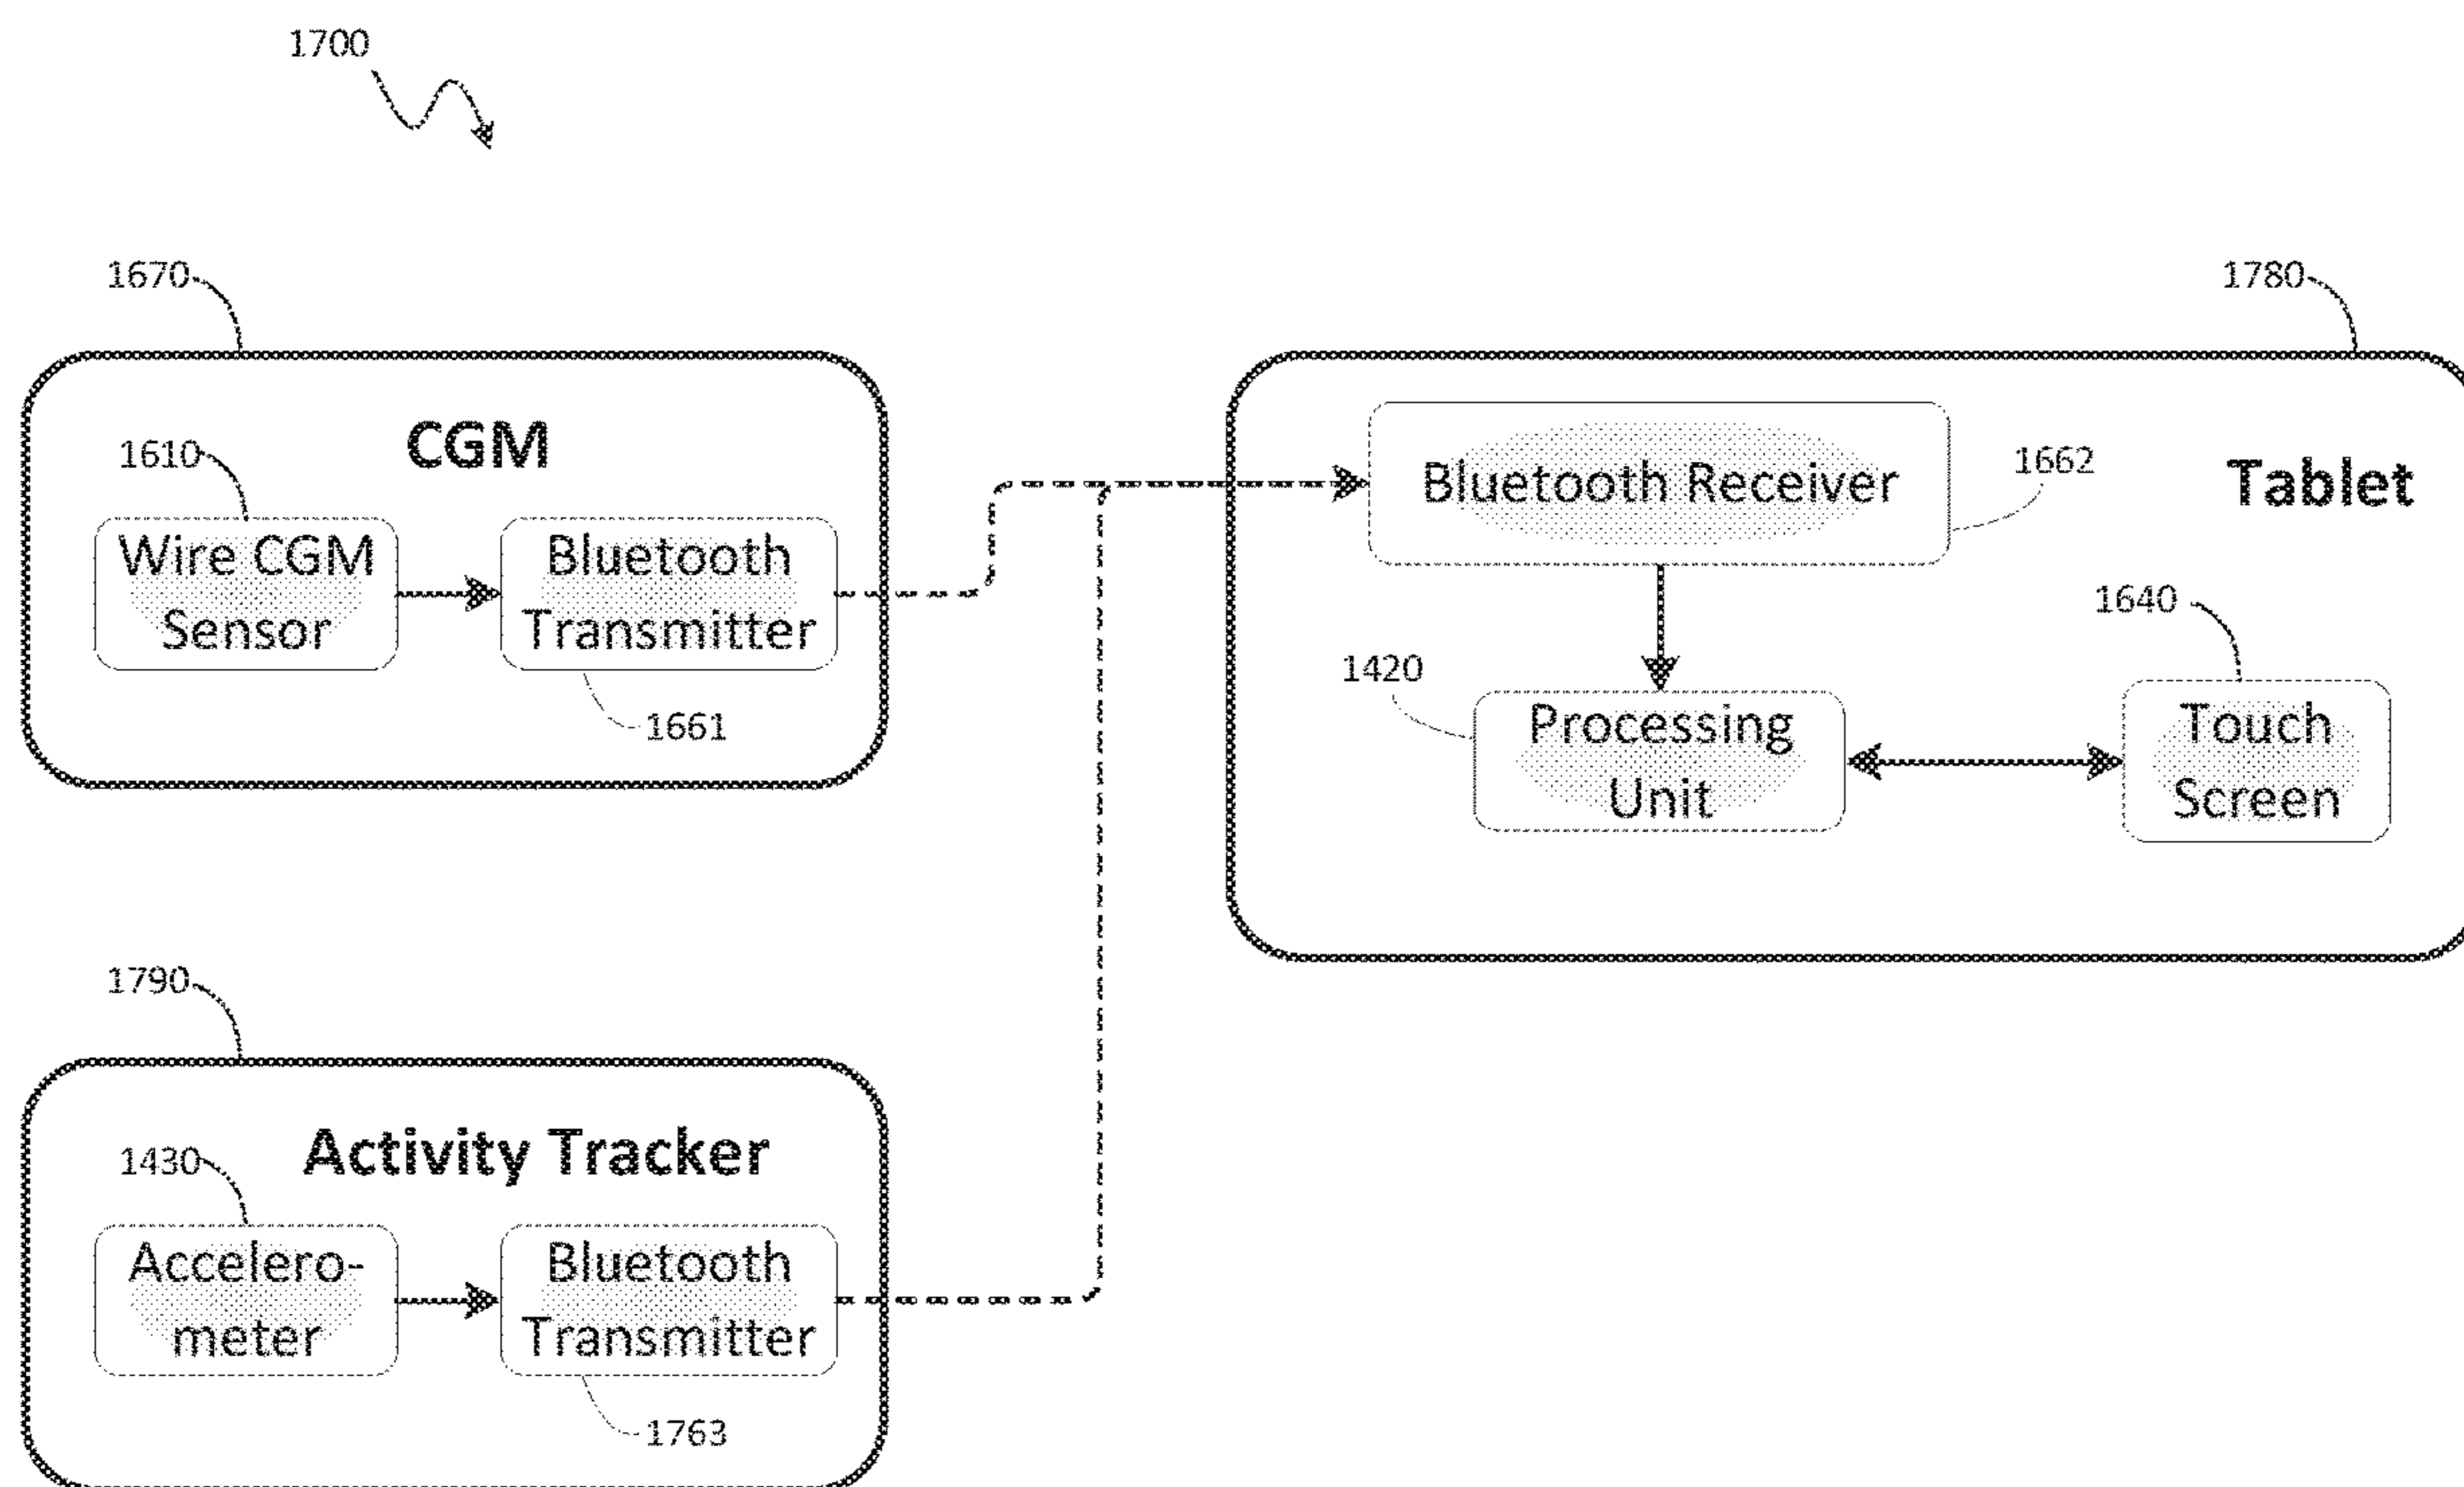 1700
1670
1780
CGM
1610
Wire CGM
Sensor
Bluetooth
Transmitter
1661
Bluetooth Receiver
1662
Tablet
1640
1420
Processing
Unit
Touch
Screen
1790
Activity Tracker
1430
Accelero-
meter
Bluetooth
Transmitter
1763